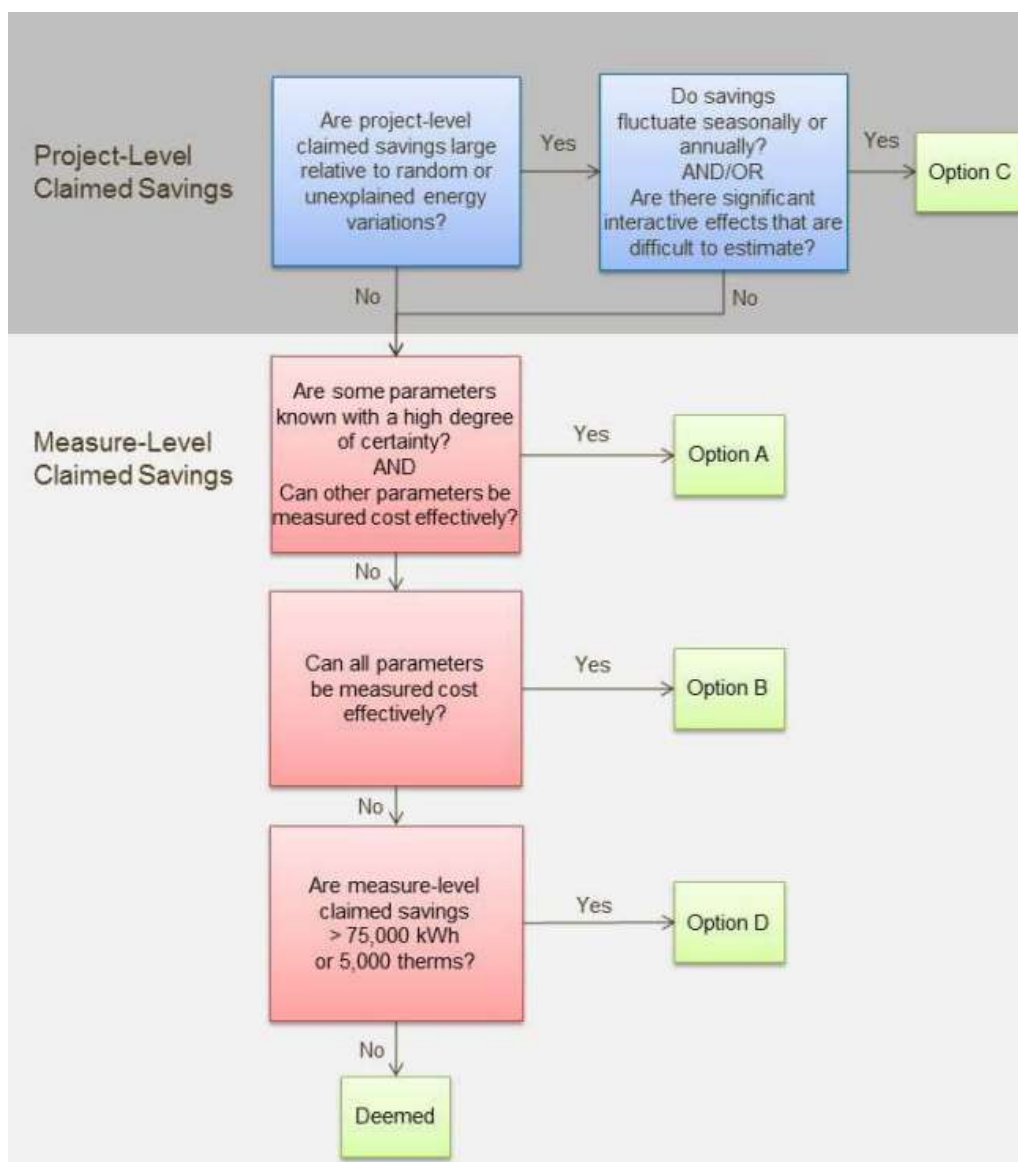 Project-Level
Claimed Savings
Are project-level
claimed savings large
relative to random or
unexplained energy
variations?
Yes
Do savings
fluctuate seasonally or
annually?
AND/OR
Are there significant
interactive effects that are
difficult to estimate?
Yes
Option C
No
No
Measure-Level
Claimed Savings
Are some parameters
known with a high degree
of certainty?
AND
Can other parameters be
measured cost effectively?
Yes
Option A
No
Can all parameters
be measured cost
effectively?
Yes
Option B
No
Are measure-level
claimed savings
> 75,000 kWh
or 5,000 therms?
Yes
Option D
No
Deemed